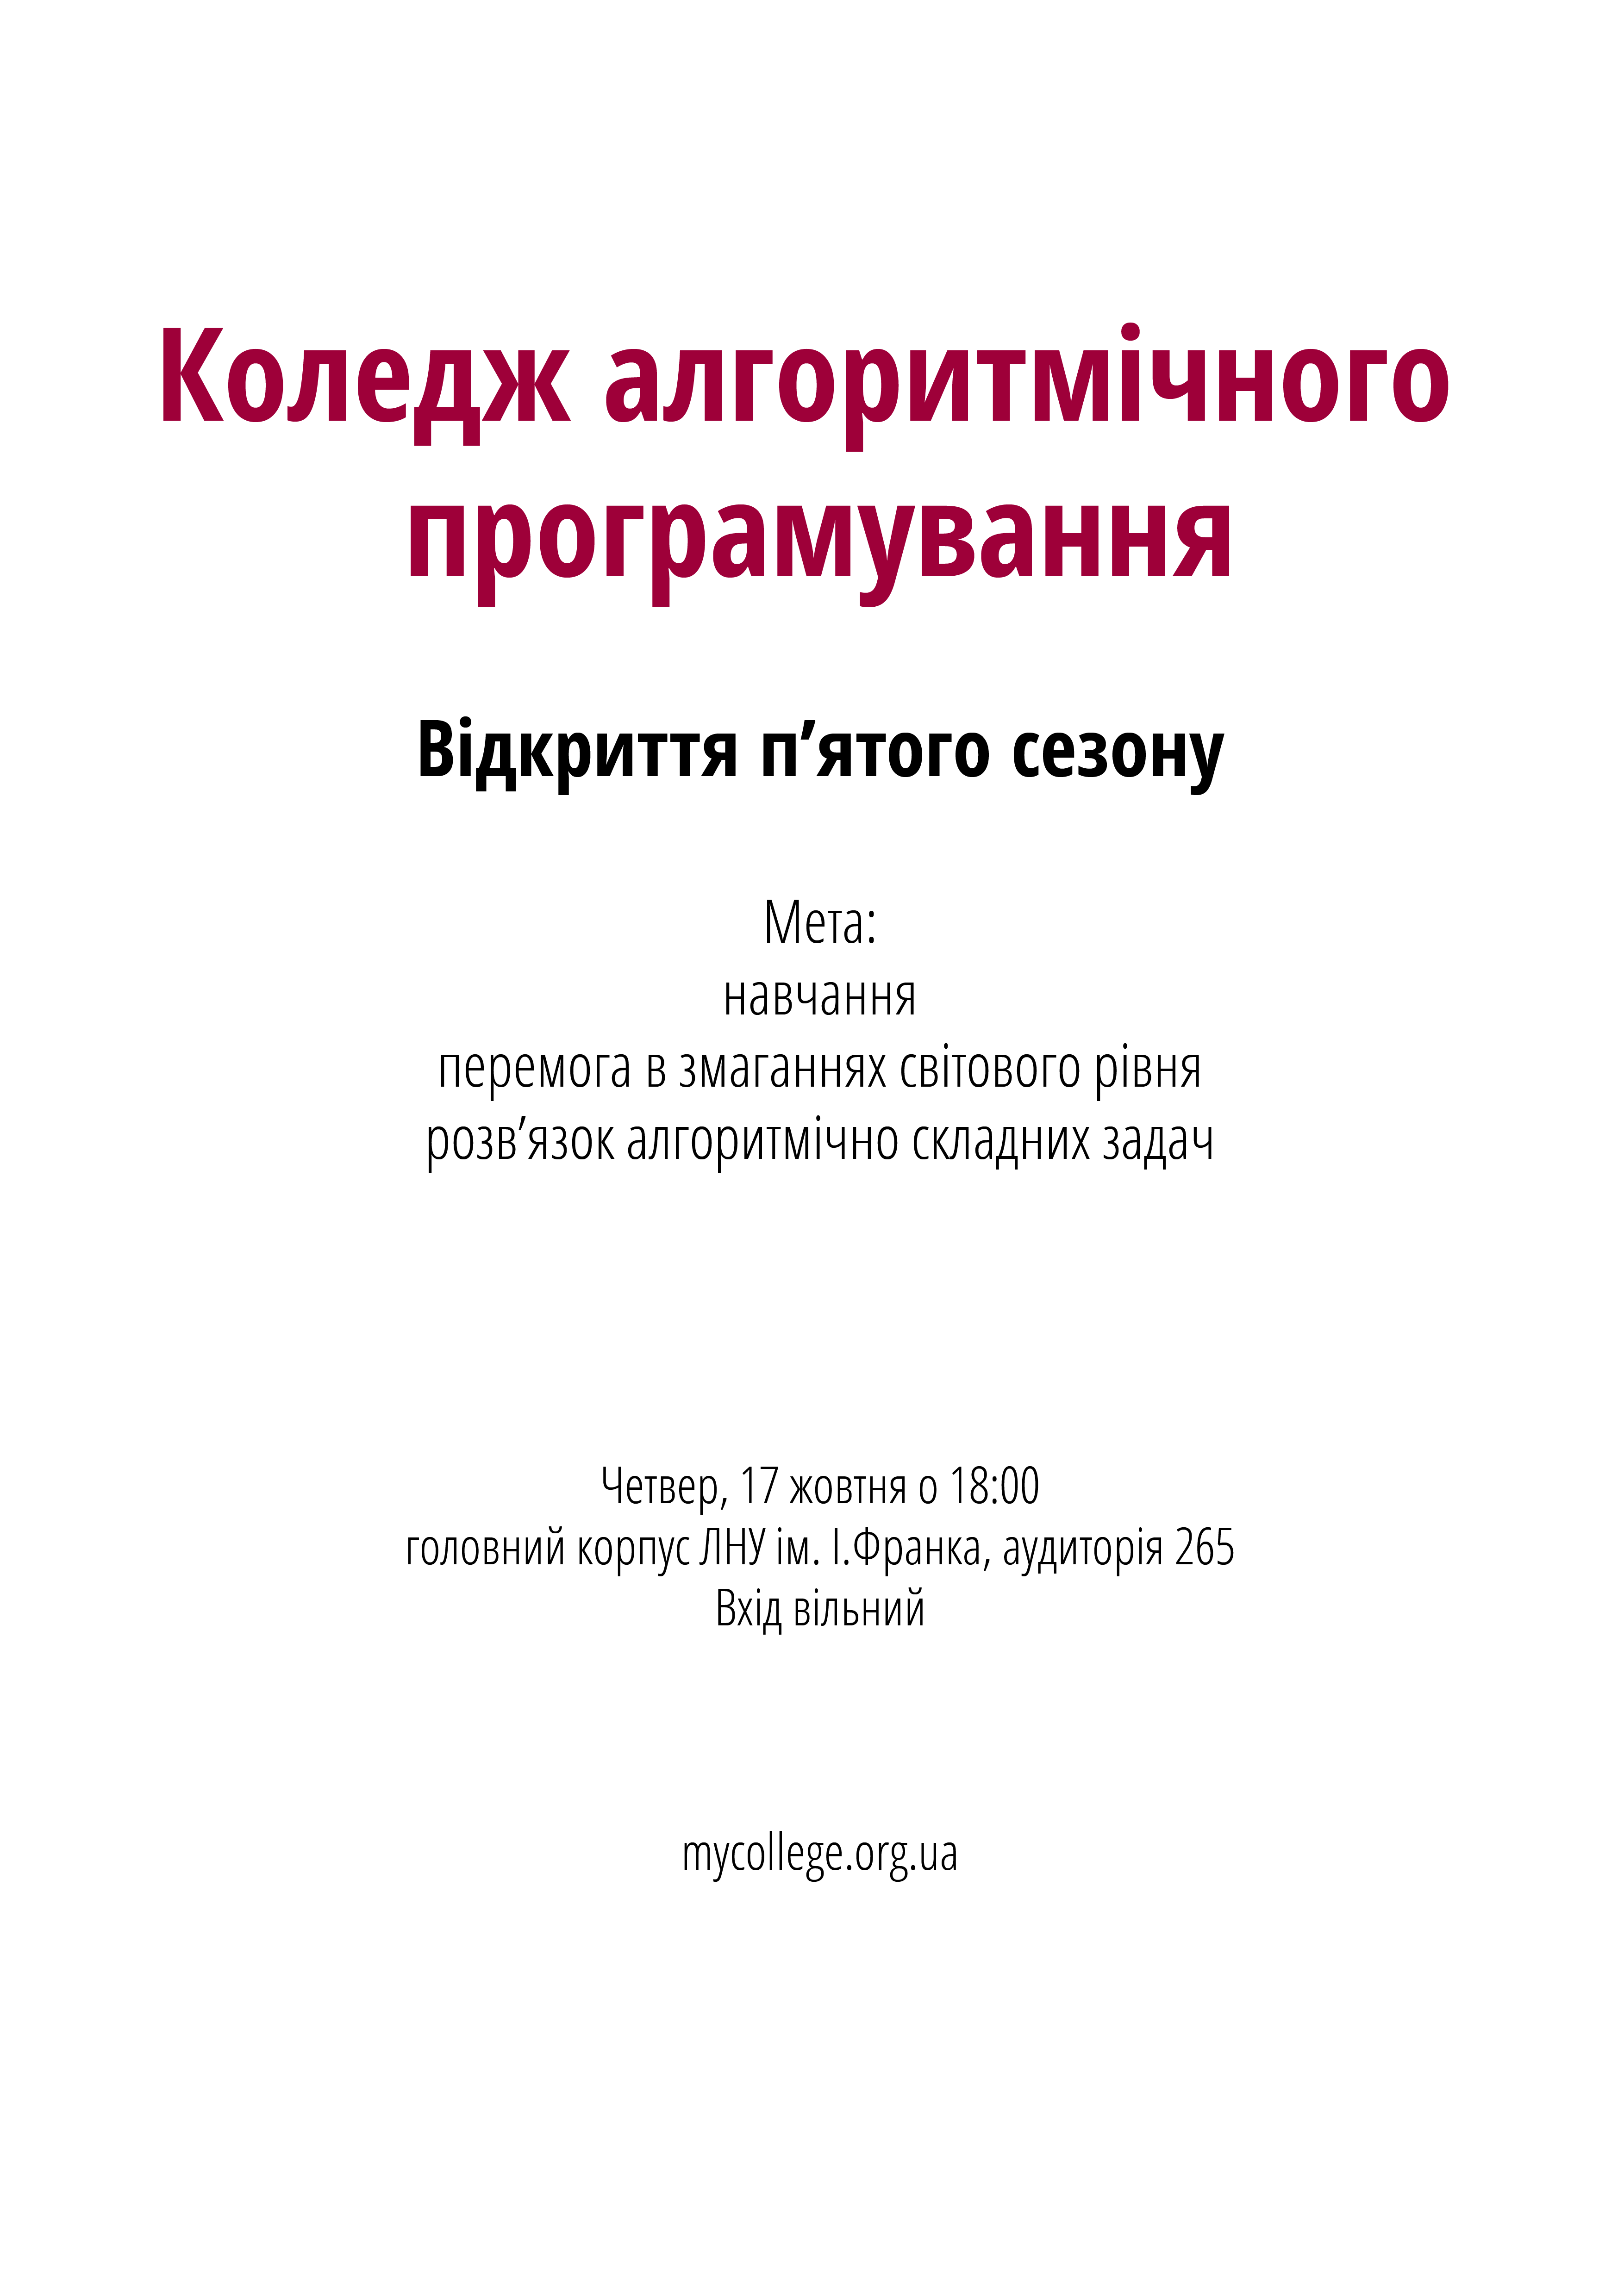 Коледж алгоритмічного
програмування
Відкриття п’ятого сезону
Мета:
навчання
перемога в змаганнях світового рівня
розв’язок алгоритмічно складних задач
Четвер, 17 жовтня о 18:00
головний корпус ЛНУ ім. І.Франка, аудиторія 265
Вхід вільний
mycollege.org.ua